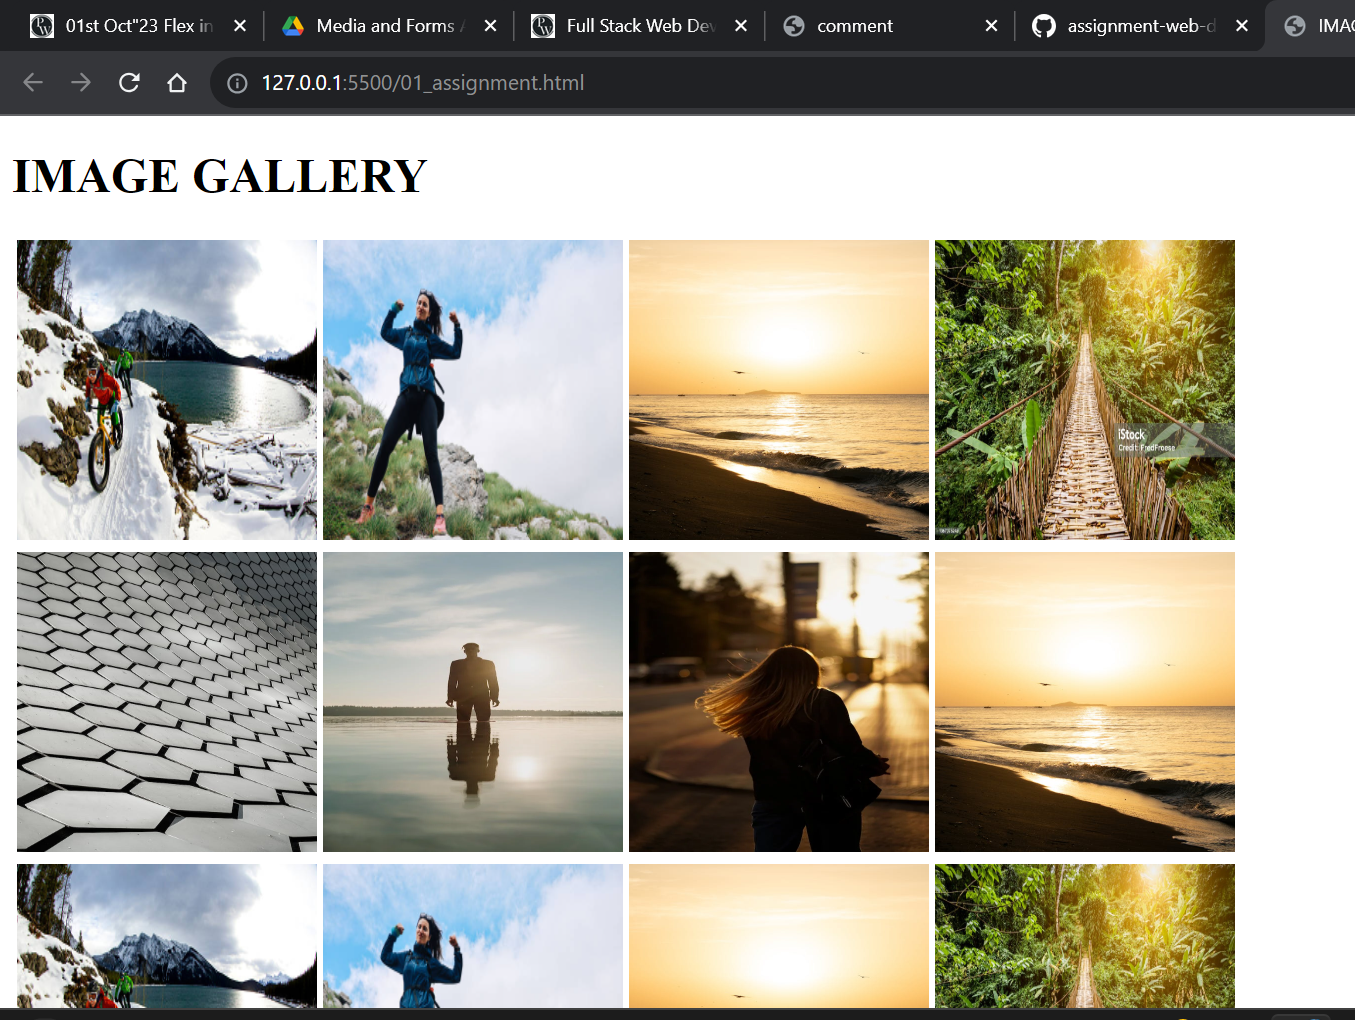 01st Oct"23 Flex in
Media and Forms
Full Stack Web Dev
comment
assignment-web-d
IMAG
127.0.0.1:5500/01_assignment.html
IMAGE GALLERY
iStock
Credit: FredFroese